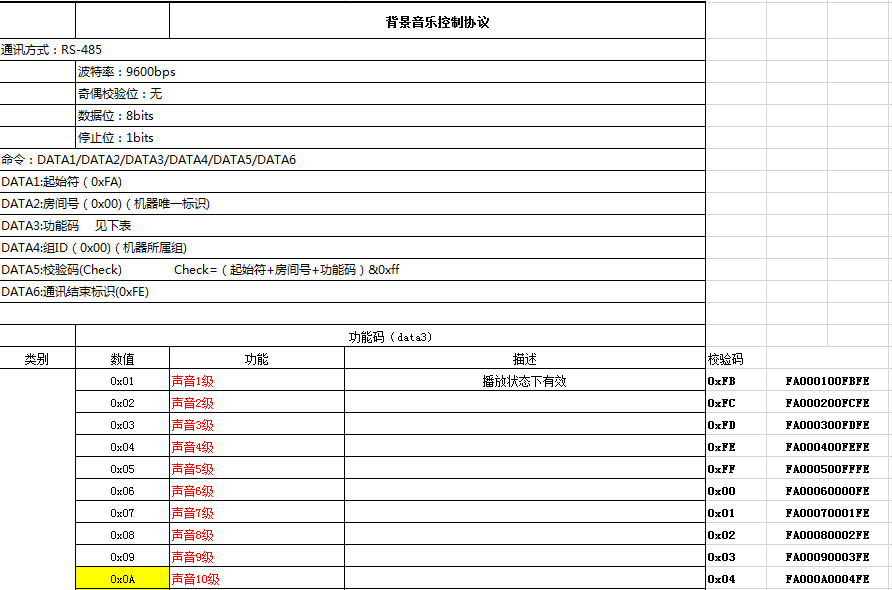 背景音乐控制协议
通讯方式：RS-485
波特率：9600bps
奇偶校验位：无
数据位：8bits
停止位：1bits
命令：DATA1/DATA2/DATA3/DATA4/DATA5/DATA6
DATA1:起始符（0xFA)
DATA2:房间号（0x00)（机器唯一标识)
DATA3:功能码 见下表
DATA4:组ID（0x00)（机器所属组)
DATA5:校验码(Check) Check=（起始符+房间号+功能码）&0xff
DATA6:通讯结束标识(0xFE)
功能码（data3）
类别 数值 功能 描述 校验码
0x01 声音1级 播放状态下有效 0xFB FA000100FBFE
0x02 声音2级 0xFC FA000200FCFE
0x03 声音3级 0xFD FA000300FDFE
0x04 声音4级 0xFE FA000400FEFE
0x05 声音5级 0xFF FA000500FFFE
0x06 声音6级 0x00 FA00060000FE
0x07 声音7级 0x01 FA00070001FE
0x08 声音8级 0x02 FA00080002FE
0x09 声音9级 0x03 FA00090003FE
0x0A 声音10级 0x04 FA000A0004FE